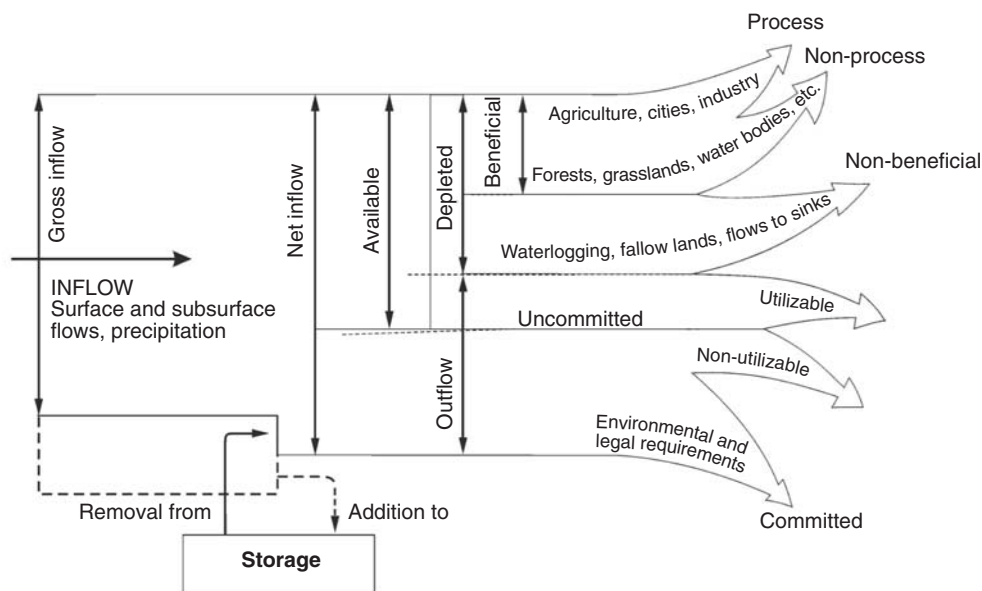 Process
Non-process
Agriculture, cities, industry
Beneficial
Forests, grasslands, water bodies, etc.
Non-beneficial
Gross inflow
Net inflow
Available
Depleted
Waterlogging, fallow lands, flows to sinks
INFLOW
Surface and subsurface
flows, precipitation
Utilizable
Uncommitted
Non-utilizable
Outflow
Environmental and
legal requirements
Removal from
Addition to
Committed
Storage